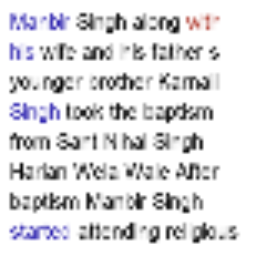 Manbir Singh along with
his wife and his father s
younger brother Karnail
Singh took the baptism
from Sant Nihal Singh
Harian Wela Wale After
baptism Manbir Singh
started attending religious